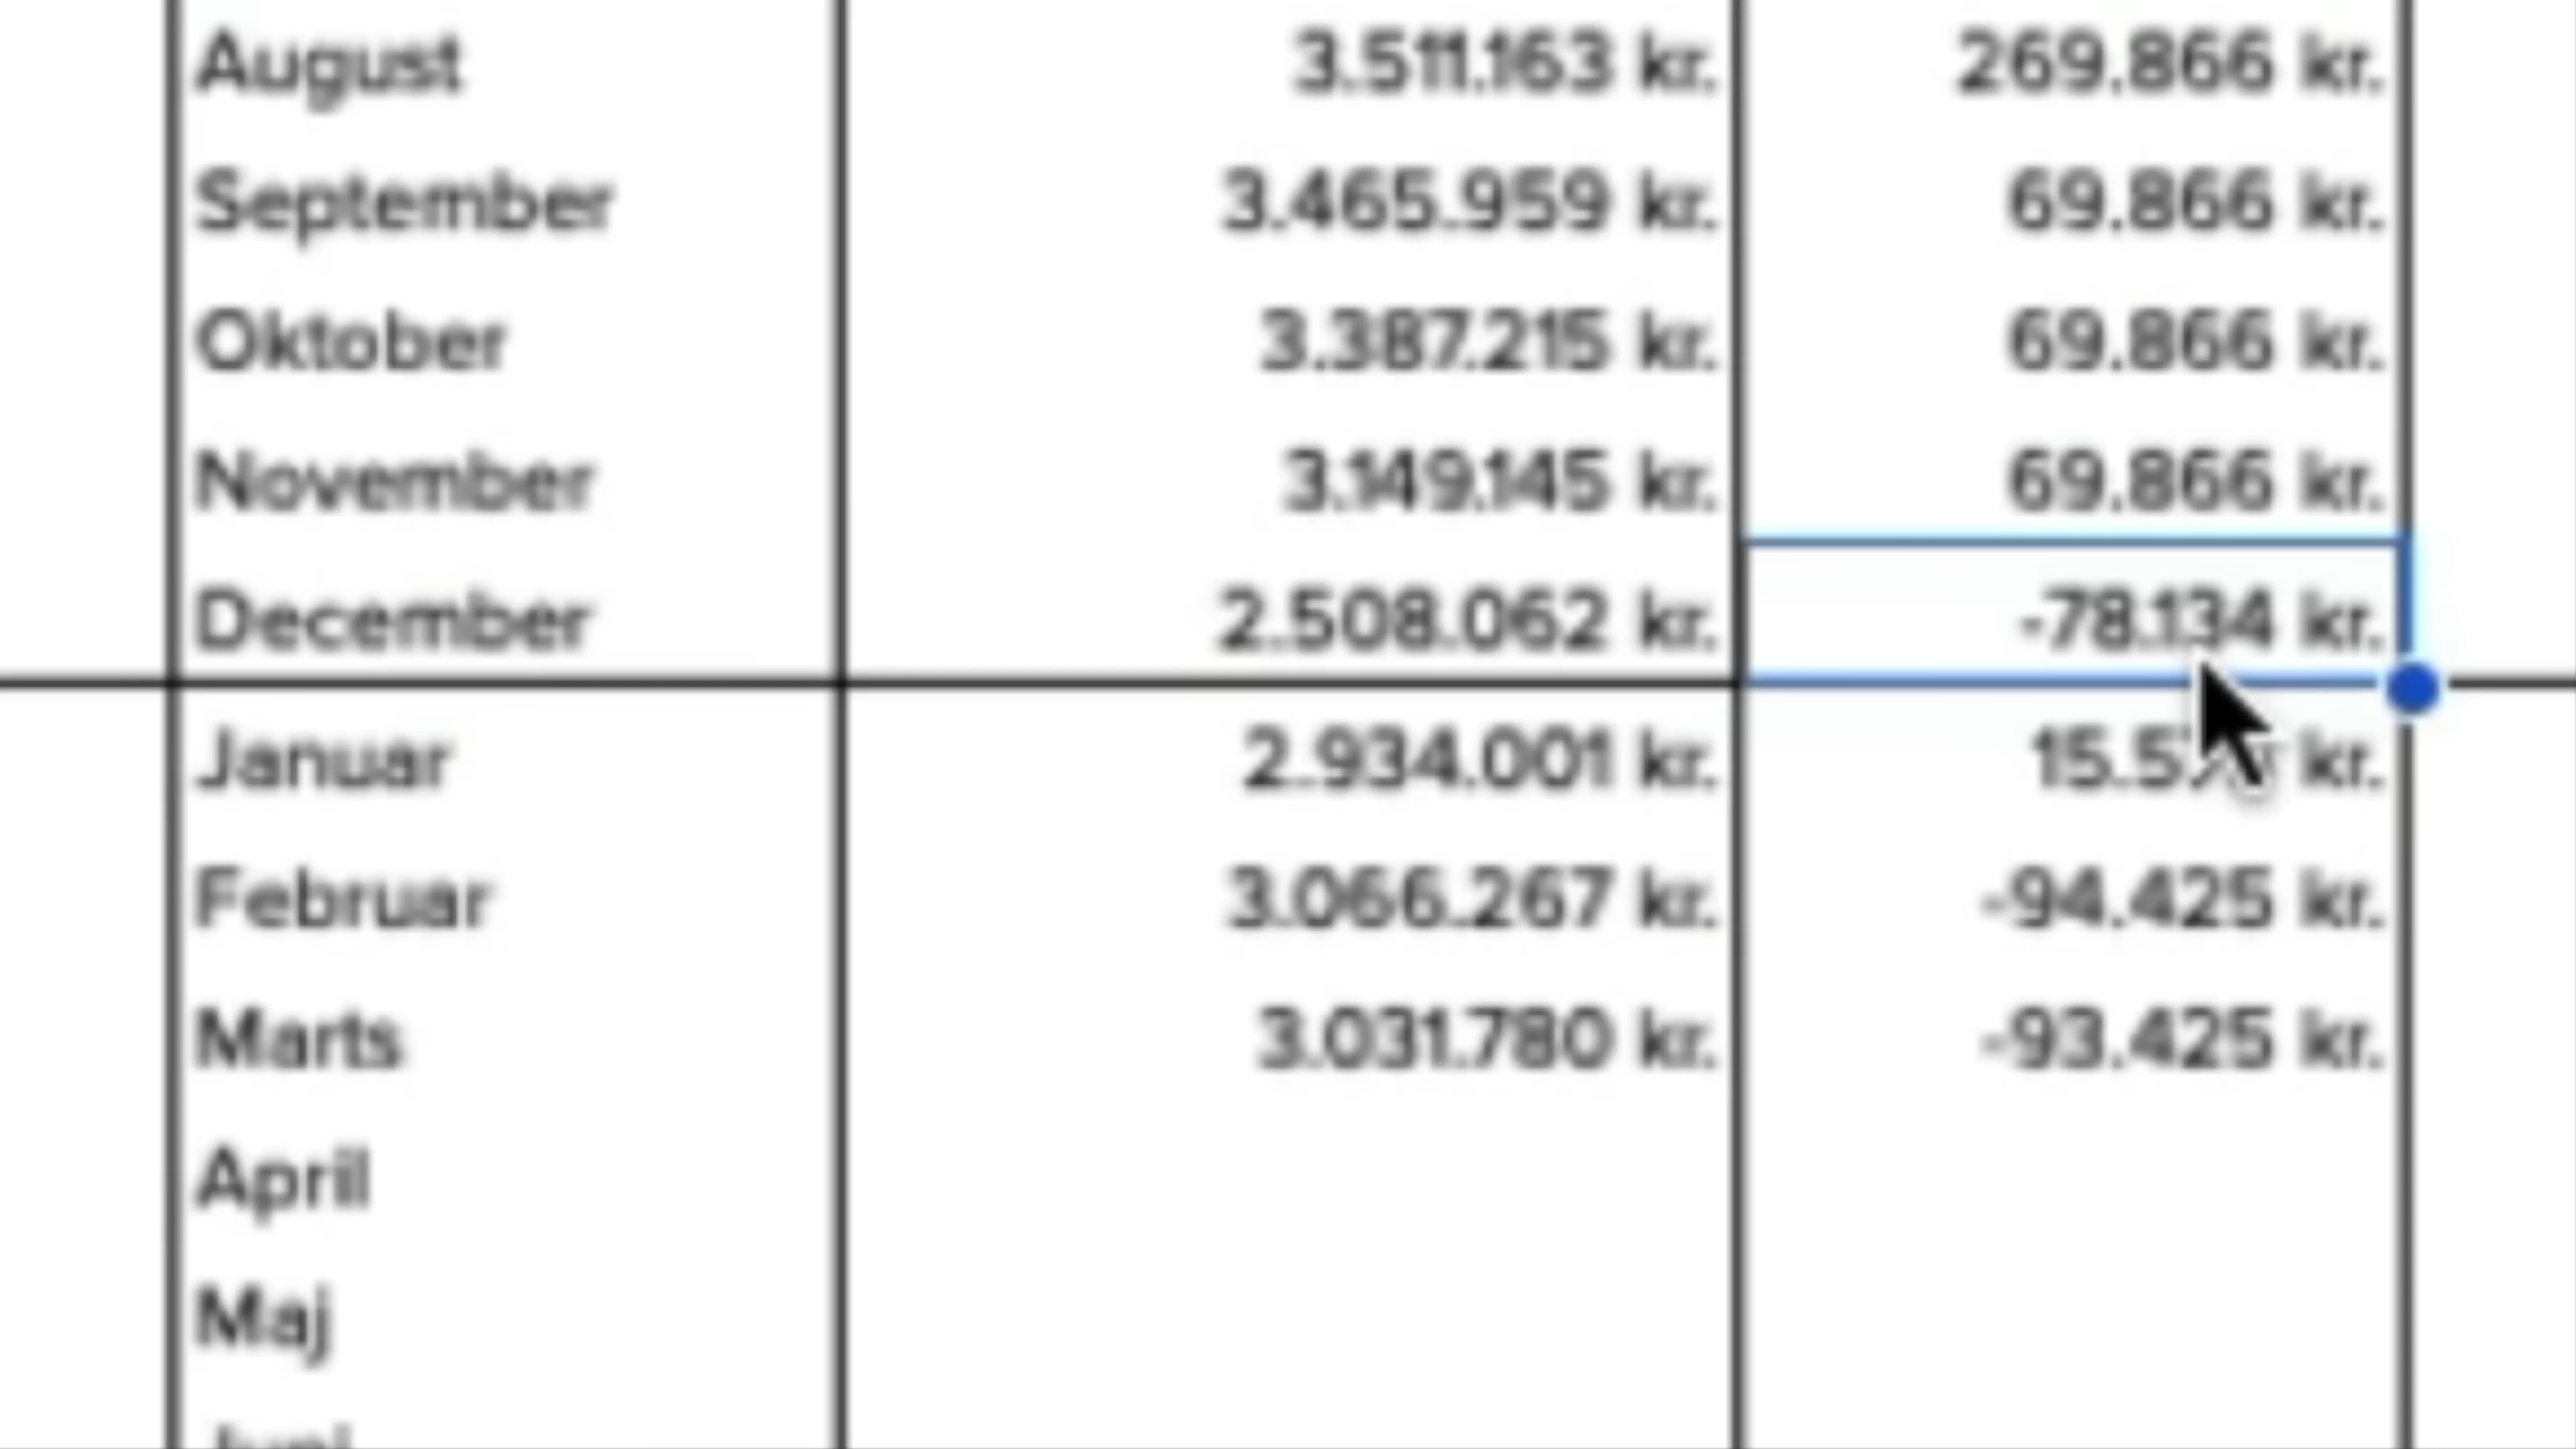 August 3.511.163 kr. 269.866 kr.
September 3.465.959 kr. 69.866 kr.
Oktober 3.387.215 kr. 69.866 kr.
November 3.149.145 kr. 69.866 kr.
December 2.508.062 kr. -78.134 kr.
Januar 2.934.001 kr. kr.
Februar 3.066.267 kr. -94.425 kr.
Marts 3.031.780 kr. -93.425 kr.
April
Maj